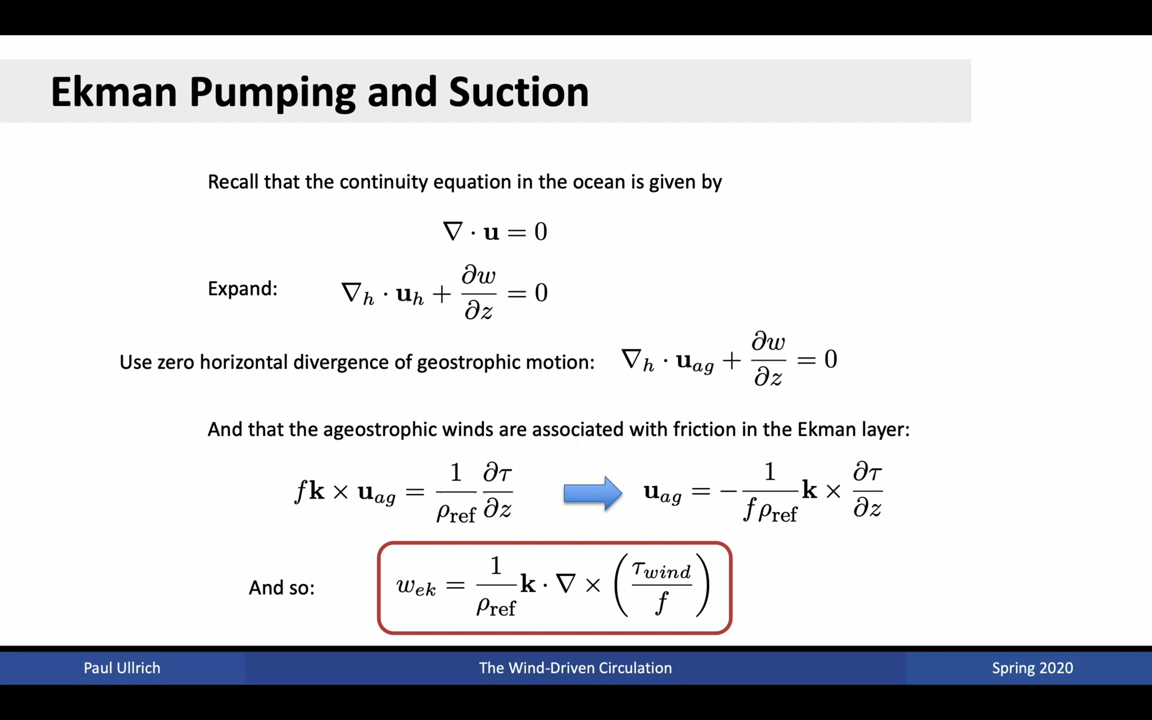 Ekman Pumping and Suction
Recall that the continuity equation in the ocean is given by
∇ · 𝐮 = 0
Expand: ∇ₕ · 𝐮ₕ + ∂w/∂z = 0
Use zero horizontal divergence of geostrophic motion: ∇ₕ · 𝐮_ag + ∂w/∂z = 0
And that the ageostrophic winds are associated with friction in the Ekman layer:
f𝐤 × 𝐮_ag = 1/ρ_ref ∂τ/∂z 𝐮_ag = − 1/(fρ_ref) 𝐤 × ∂τ/∂z
And so: w_ek = 1/ρ_ref 𝐤 · ∇ × (τ_wind/f)
Paul Ullrich The Wind-Driven Circulation Spring 2020